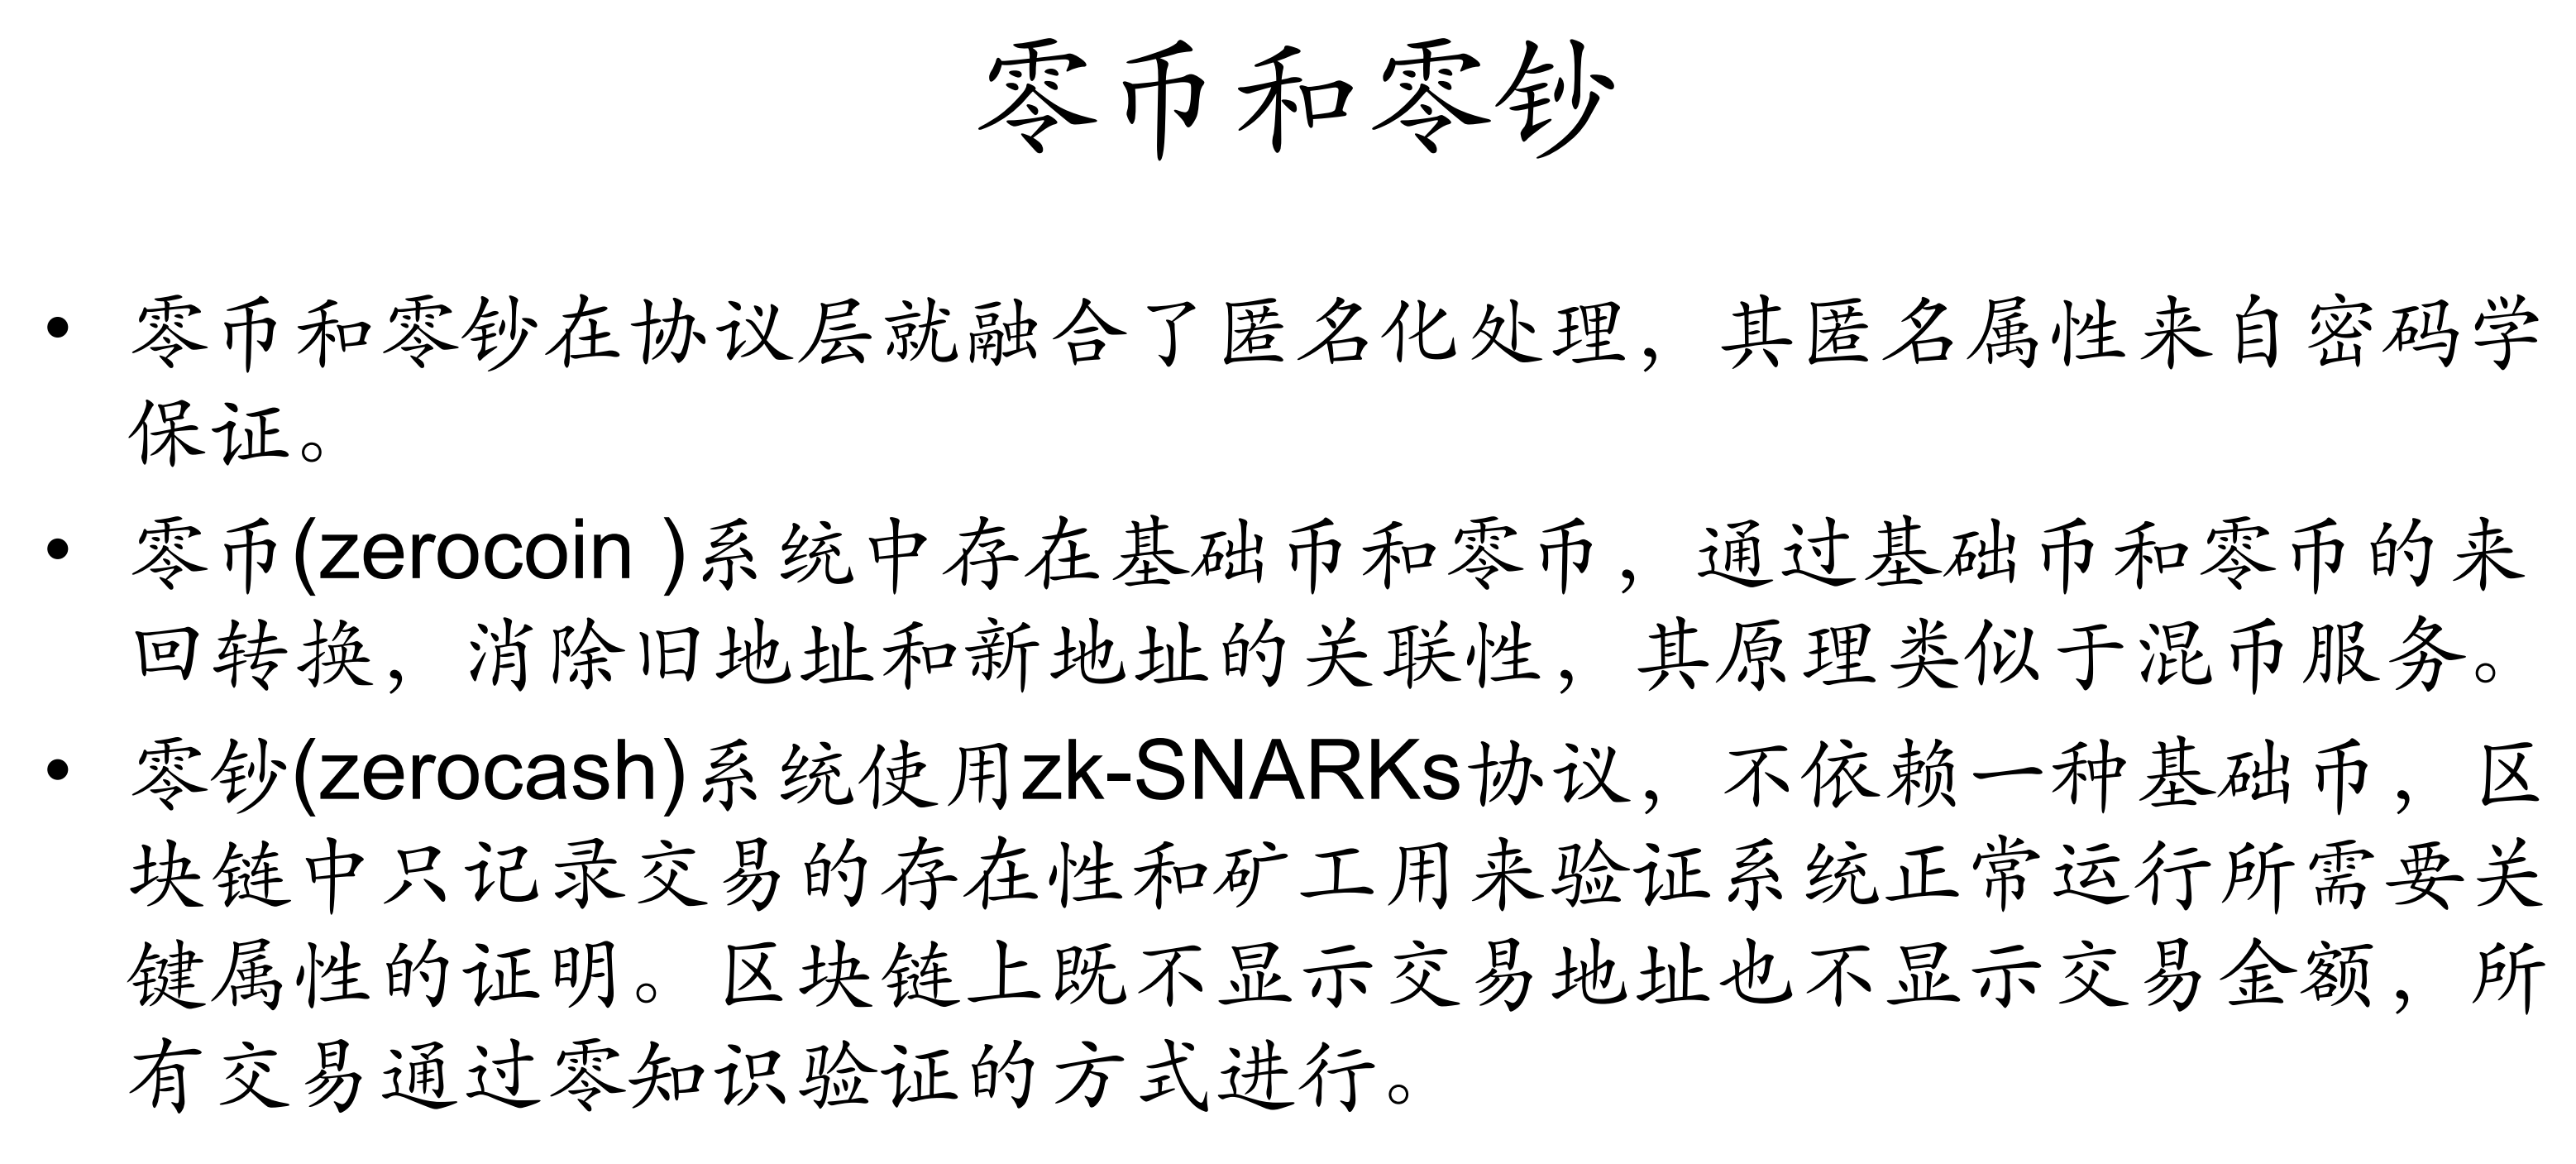 零币和零钞
• 零币和零钞在协议层就融合了匿名化处理，其匿名属性来自密码学
保证。
• 零币(zerocoin )系统中存在基础币和零币，通过基础币和零币的来
回转换，消除旧地址和新地址的关联性，其原理类似于混币服务。
• 零钞(zerocash)系统使用zk-SNARKs协议，不依赖一种基础币，区
块链中只记录交易的存在性和矿工用来验证系统正常运行所需要关
键属性的证明。区块链上既不显示交易地址也不显示交易金额，所
有交易通过零知识验证的方式进行。